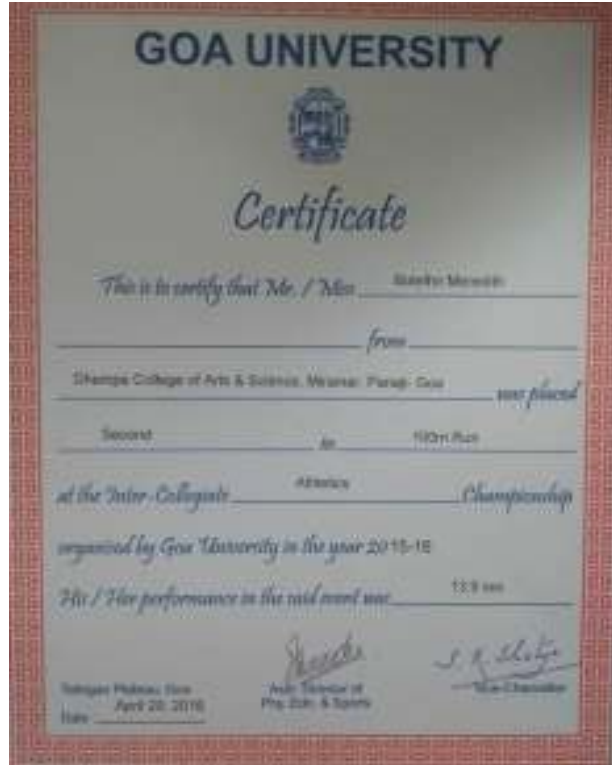 GOA UNIVERSITY
Certificate
This is to certify that Mr. / Miss Meredith
from
College of Arts & Science, Miramar, Panaji- Goa was placed
Second in 100m Run
at the Inter-Collegiate Athletics Championship
organised by Goa University in the year 2015-16
His / Her performance in the said event was 13.9 sec
Taleigao Plateau, Goa
Date April 2016
Asst. Director of
Phy. Edn. & Sports
Vice-Chancellor